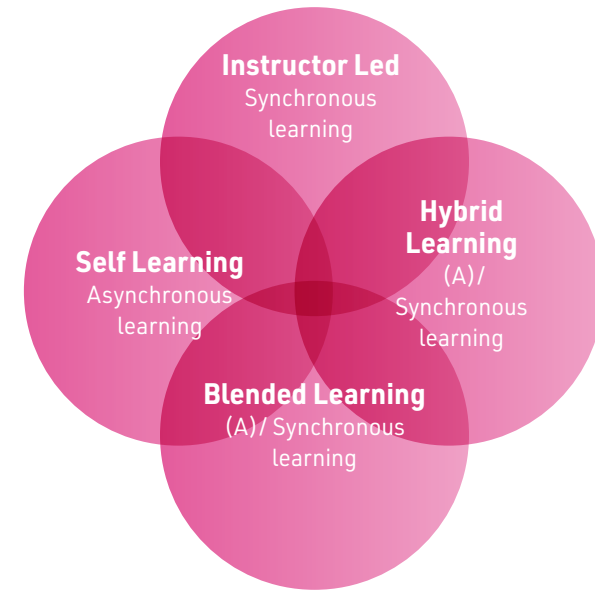 Instructor Led
Synchronous
learning
Self Learning
Asynchronous
learning
Hybrid
Learning
(A)/
Synchronous
learning
Blended Learning
(A)/ Synchronous
learning